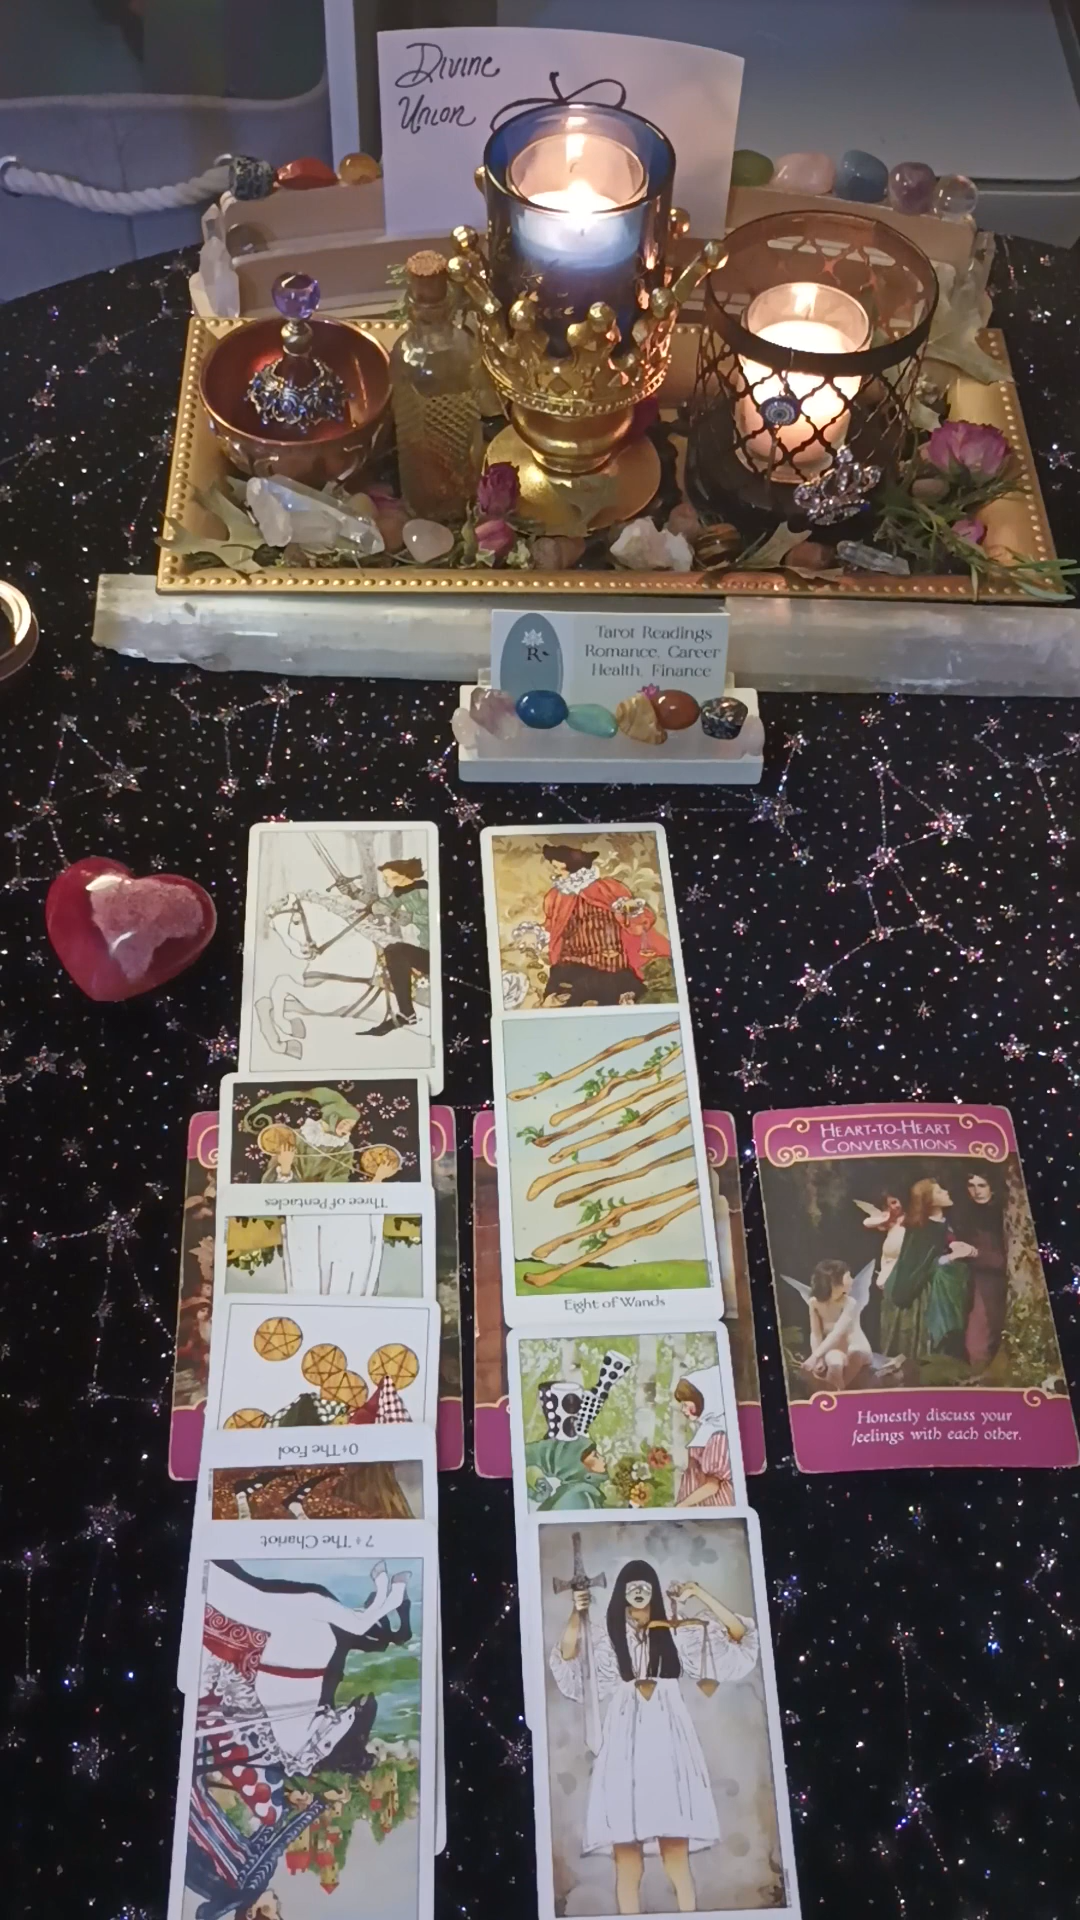 Divine
Union
R
Tarot Readings
Romance, Career
Health, Finance
HEART-TO-HEART
CONVERSATIONS
Three of Pentacles
Eight of Wands
Honestly discuss your
feelings with each other.
0 The Fool
7 The Chariot